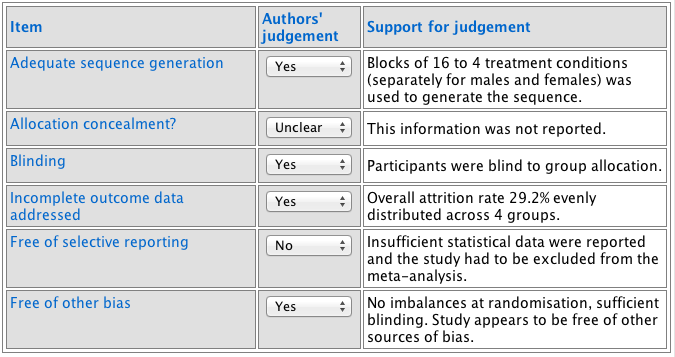 Item
Authors' judgement
Support for judgement
Adequate sequence generation
Yes
Blocks of 16 to 4 treatment conditions
(separately for males and females) was
used to generate the sequence.
Allocation concealment?
Unclear
This information was not reported.
Blinding
Yes
Participants were blind to group allocation.
Incomplete outcome data
addressed
Yes
Overall attrition rate 29.2% evenly
distributed across 4 groups.
Free of selective reporting
No
Insufficient statistical data were reported
and the study had to be excluded from the
meta-analysis.
Free of other bias
Yes
No imbalances at randomisation, sufficient
blinding. Study appears to be free of other
sources of bias.